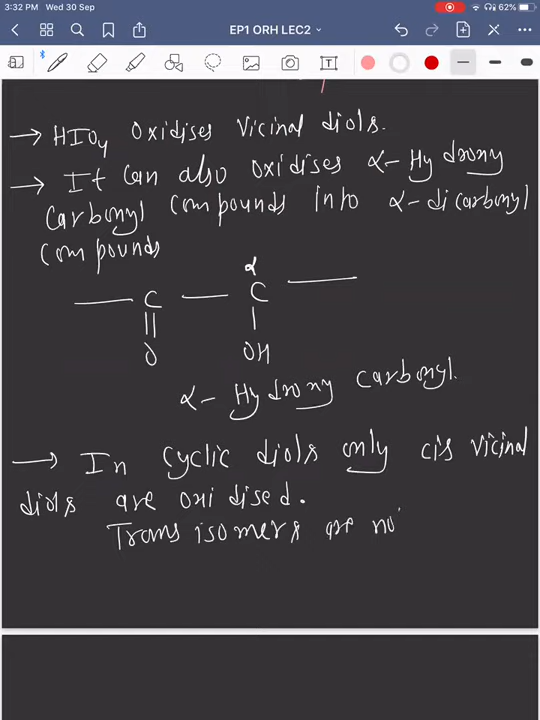 3:32 PM Wed 30 Sep 62%
EP1 ORH LEC2
T
→ HIO4 oxidises vicinal diols.
→ It can also oxidises α- Hydroxy
carbonyl compounds into α-dicarbonyl
compounds
α
— C — C —
O OH
α- Hydroxy carbonyl.
→ In cyclic diols only cis vicinal
diols are oxidised.
Trans isomers are no